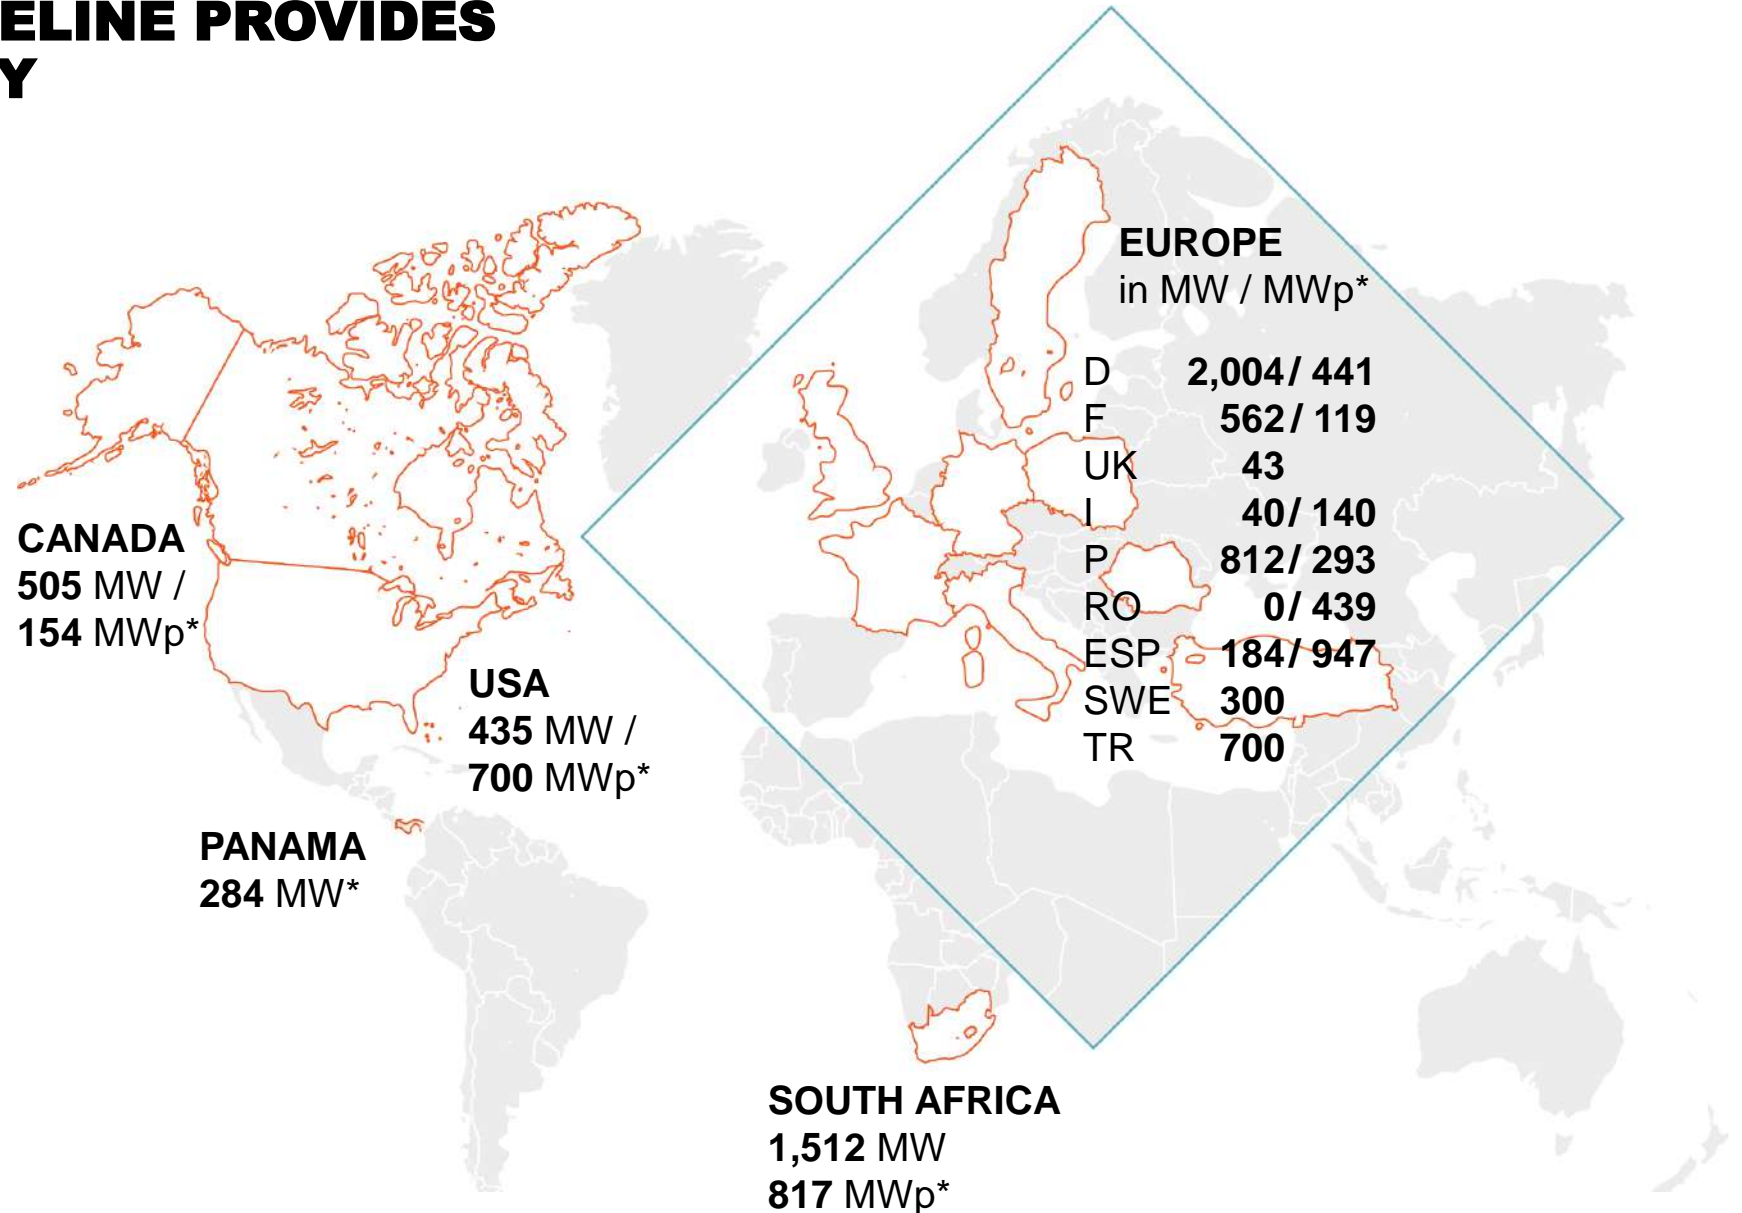 ELINE PROVIDES
Y
EUROPE
in MW / MWp*
D 2,004/ 441
F 562/ 119
UK 43
I 40/ 140
P 812/ 293
RO 0/ 439
ESP 184/ 947
SWE 300
TR 700
CANADA
505 MW /
154 MWp*
USA
435 MW /
700 MWp*
PANAMA
284 MW*
SOUTH AFRICA
1,512 MW
817 MWp*